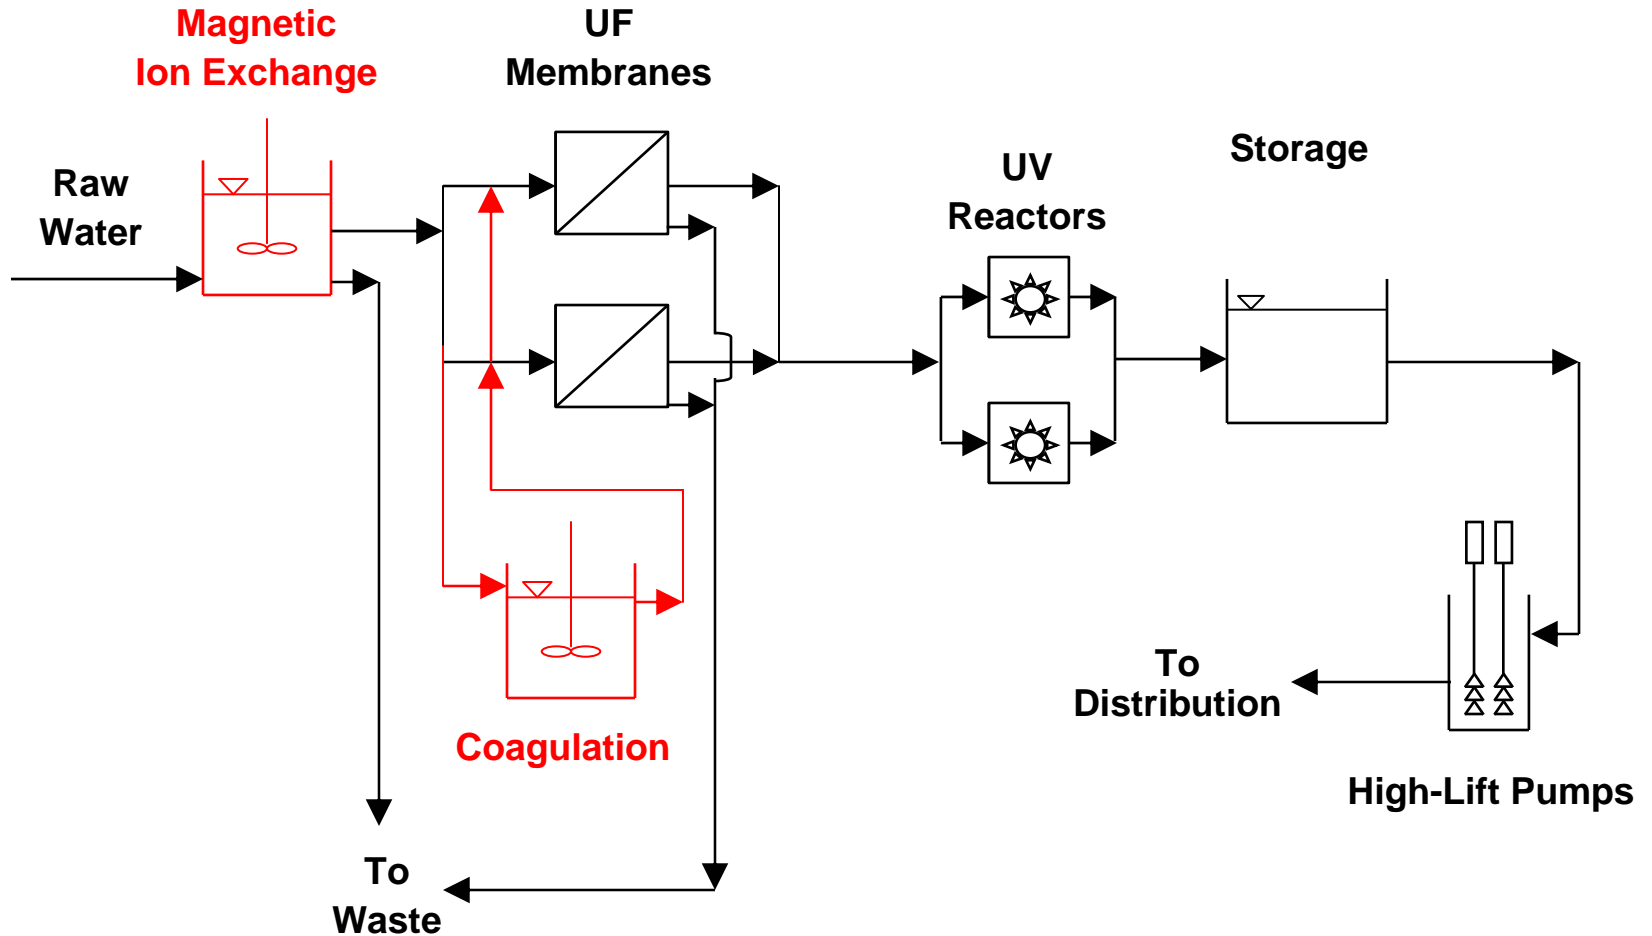 Magnetic
Ion Exchange
UF
Membranes
Raw
Water
UV
Reactors
Storage
Coagulation
To
Distribution
High-Lift Pumps
To
Waste